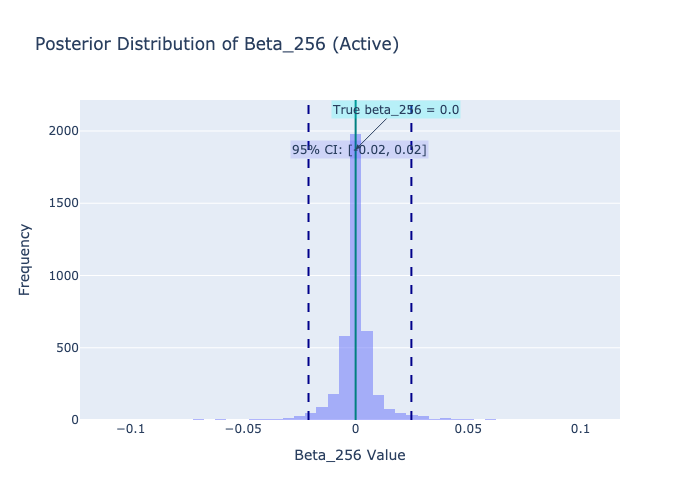 Posterior Distribution of Beta_256 (Active)
True beta_256 = 0.0
95% CI: [-0.02, 0.02]
2000
1500
1000
500
0
Frequency
−0.1
−0.05
0
0.05
0.1
Beta_256 Value